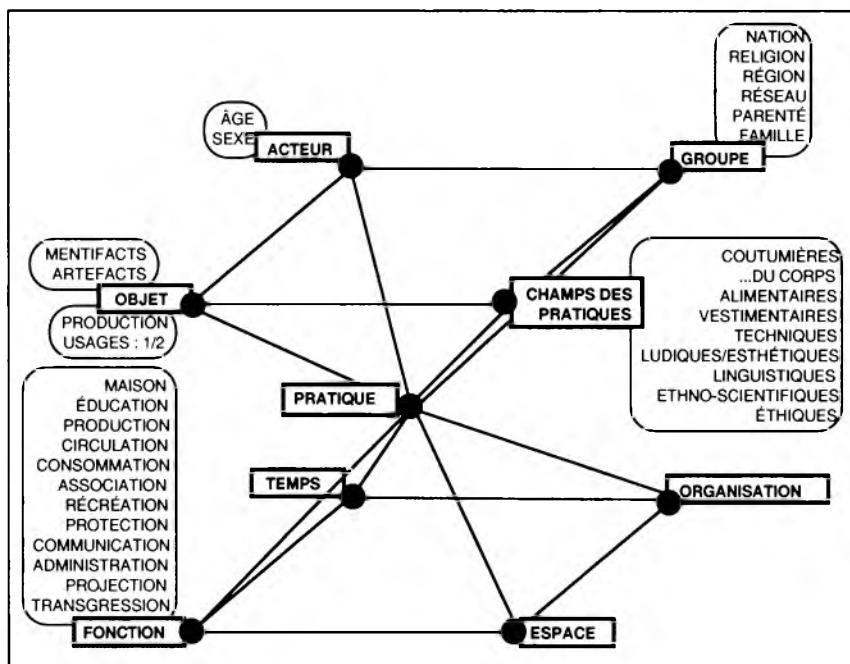 NATION
RELIGION
RÉGION
RÉSEAU
PARENTÉ
FAMILLE
GROUPE
ÂGE
SEXE
ACTEUR
MENTIFACTS
ARTEFACTS
OBJET
PRODUCTION
USAGES : 1/2
CHAMPS DES
PRATIQUES
COUTUMIÈRES
...DU CORPS
ALIMENTAIRES
VESTIMENTAIRES
TECHNIQUES
LUDIQUES/ESTHÉTIQUES
LINGUISTIQUES
ETHNO-SCIENTIFIQUES
ÉTHIQUES
PRATIQUE
TEMPS
ORGANISATION
MAISON
ÉDUCATION
PRODUCTION
CIRCULATION
CONSOMMATION
ASSOCIATION
RÉCRÉATION
PROTECTION
COMMUNICATION
ADMINISTRATION
PROJECTION
TRANSGRESSION
FONCTION
ESPACE